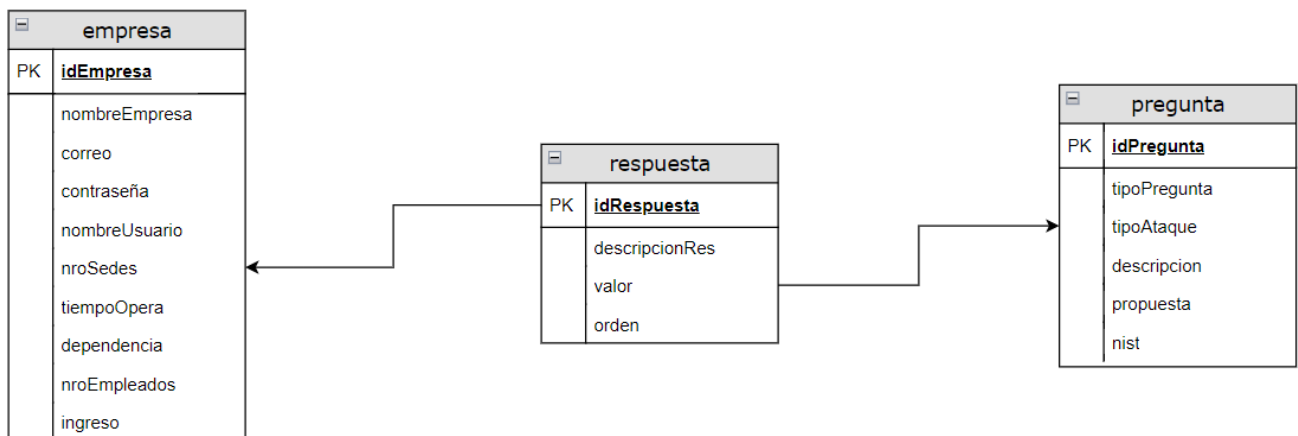 empresa
PK idEmpresa
nombreEmpresa
correo
contraseña
nombreUsuario
nroSedes
tiempoOpera
dependencia
nroEmpleados
ingreso
respuesta
PK idRespuesta
descripcionRes
valor
orden
pregunta
PK idPregunta
tipoPregunta
tipoAtaque
descripcion
propuesta
nist